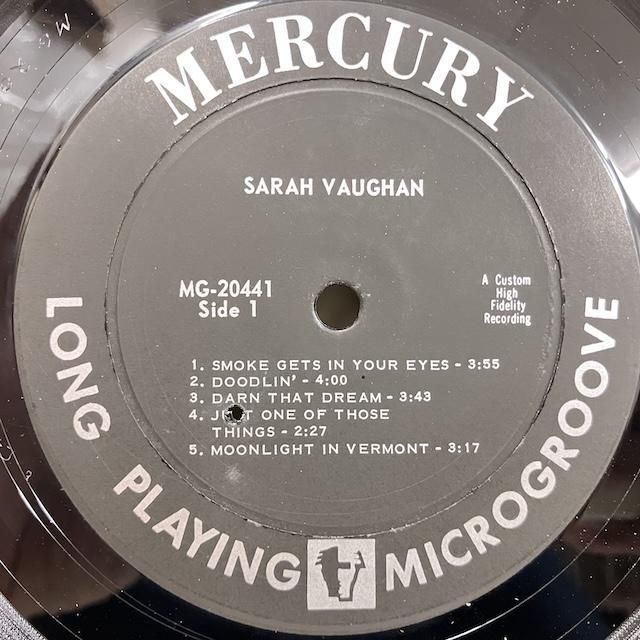 MERCURY
SARAH VAUGHAN
MG-20441
Side 1
A Custom
High
Fidelity
Recording
1. SMOKE GETS IN YOUR EYES - 3:55
2. DOODLIN' - 4:00
3. DARN THAT DREAM - 3:43
4. ONE OF THOSE
THINGS - 2:27
5. MOONLIGHT IN VERMONT - 3:17
LONG PLAYING MICROGROOVE